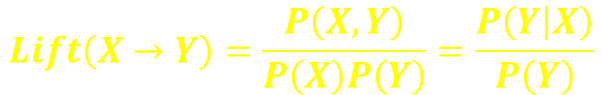 Lift(X → Y) = P(X,Y) / P(X)P(Y) = P(Y|X) / P(Y)